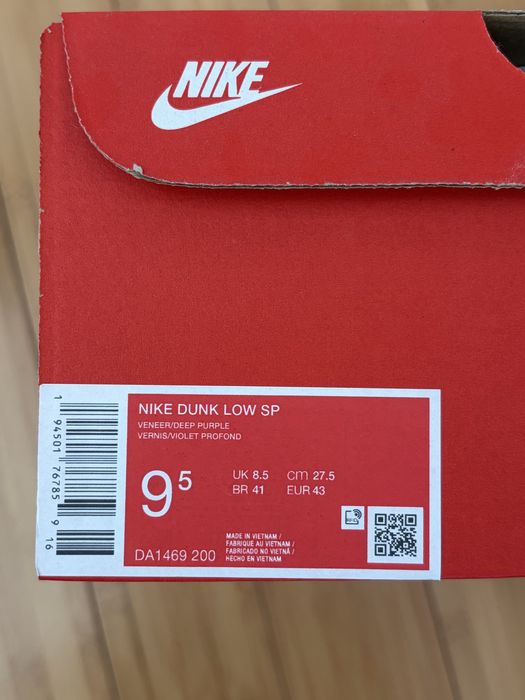 NIKE
NIKE DUNK LOW SP
VENEER/DEEP PURPLE
VERNIS/VIOLET PROFOND
9⁵
UK 8.5 cm 27.5
BR 41 EUR 43
RFID
DA1469 200
MADE IN VIETNAM /
FABRIQUÉ AU VIETNAM /
FABRICADO NO VIETNÃ /
HECHO EN VIETNAM
1 94501 76785 9 16